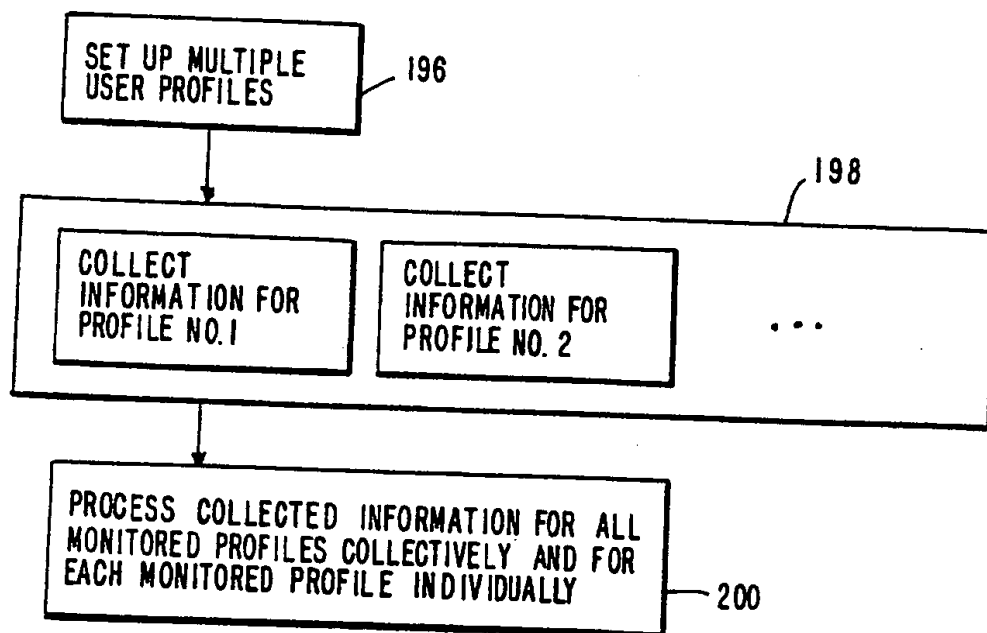 SET UP MULTIPLE
USER PROFILES
196
198
COLLECT
INFORMATION FOR
PROFILE NO. 1
COLLECT
INFORMATION FOR
PROFILE NO. 2
...
PROCESS COLLECTED INFORMATION FOR ALL
MONITORED PROFILES COLLECTIVELY AND FOR
EACH MONITORED PROFILE INDIVIDUALLY
200